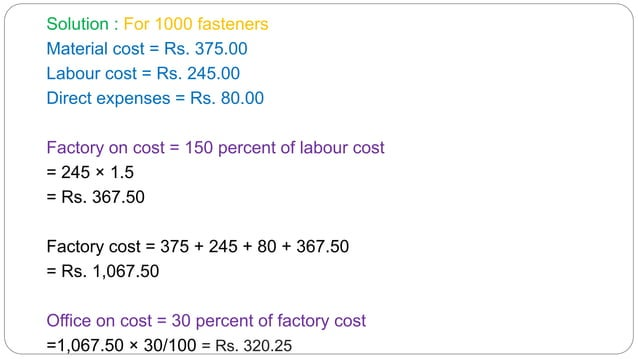 Solution : For 1000 fasteners
Material cost = Rs. 375.00
Labour cost = Rs. 245.00
Direct expenses = Rs. 80.00
Factory on cost = 150 percent of labour cost
= 245 × 1.5
= Rs. 367.50
Factory cost = 375 + 245 + 80 + 367.50
= Rs. 1,067.50
Office on cost = 30 percent of factory cost
=1,067.50 × 30/100 = Rs. 320.25